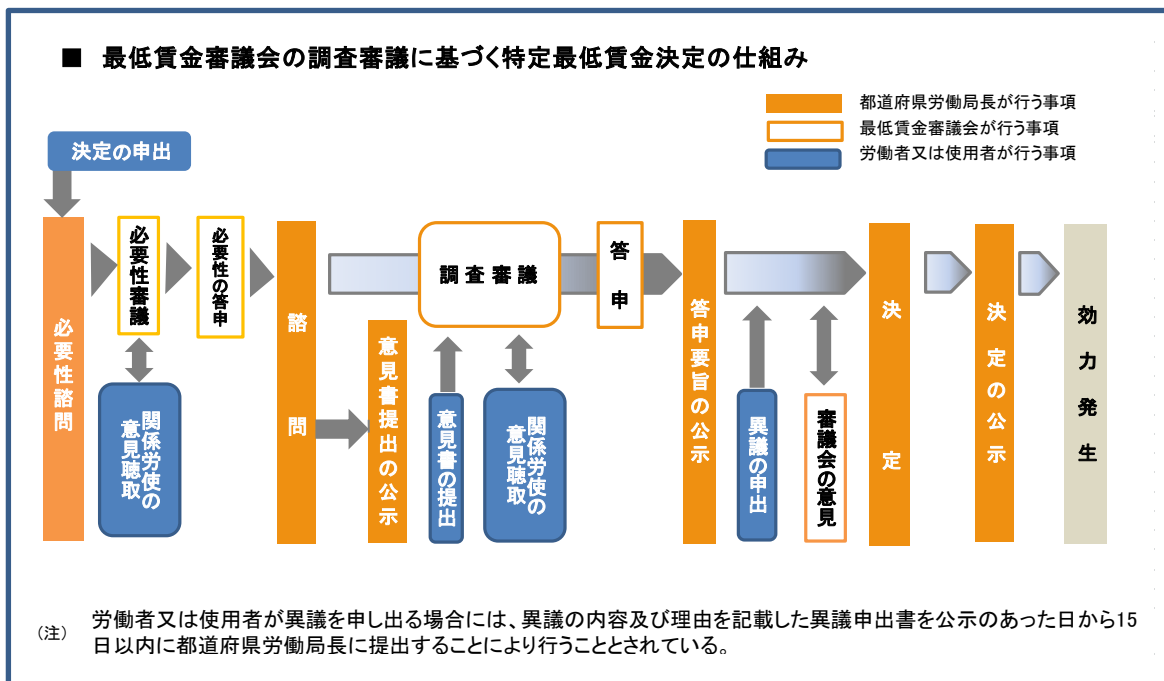 ■ 最低賃金審議会の調査審議に基づく特定最低賃金決定の仕組み
都道府県労働局長が行う事項
最低賃金審議会が行う事項
労働者又は使用者が行う事項
決定の申出
必要性諮問
必要性審議
関係労使の
意見聴取
必要性の答申
諮問
意見書提出の公示
調査審議
意見書の提出
関係労使の
意見聴取
答申
答申要旨の公示
異議の申出
審議会の意見
決定
決定の公示
効力発生
(注) 労働者又は使用者が異議を申し出る場合には、異議の内容及び理由を記載した異議申出書を公示のあった日から15
日以内に都道府県労働局長に提出することにより行うこととされている。